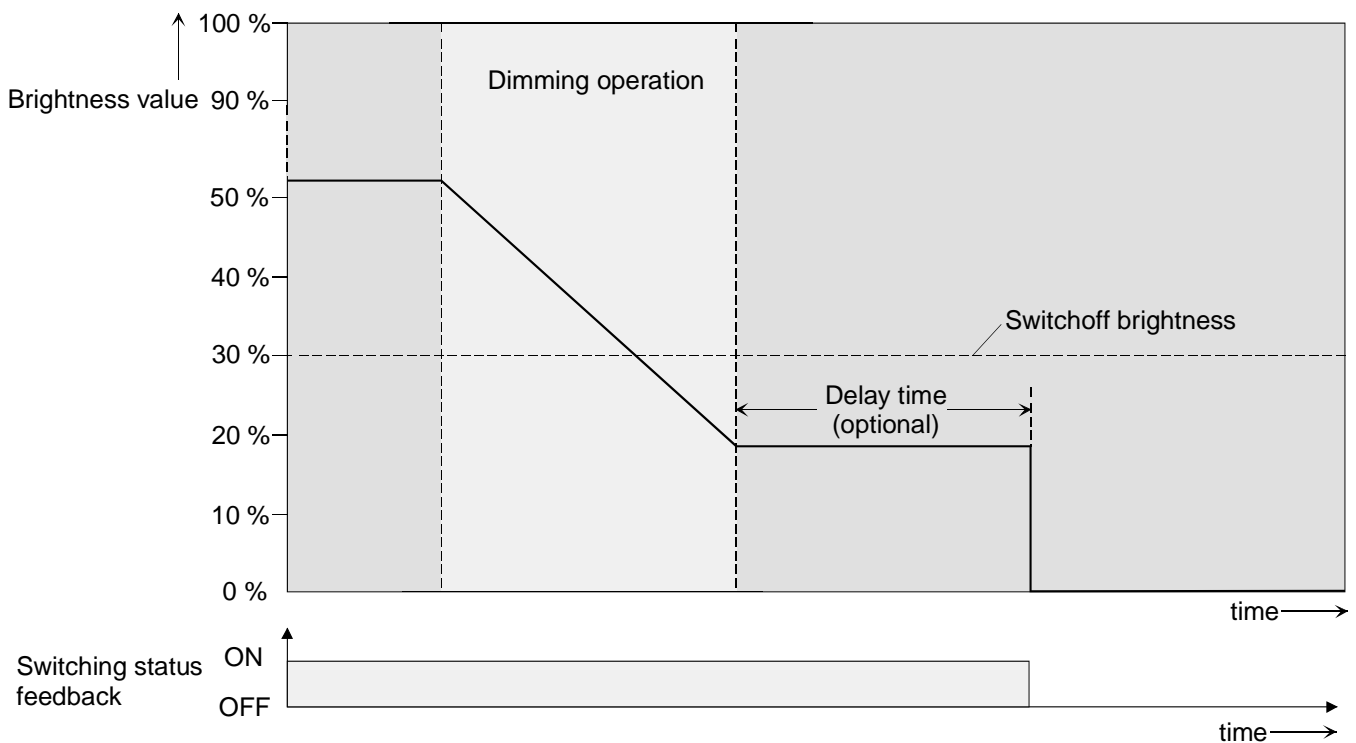 100 %
Dimming operation
Brightness value
90 %
50 %
40 %
Switchoff brightness
30 %
Delay time
(optional)
20 %
10 %
0 %
time
Switching status
feedback
ON
OFF
time